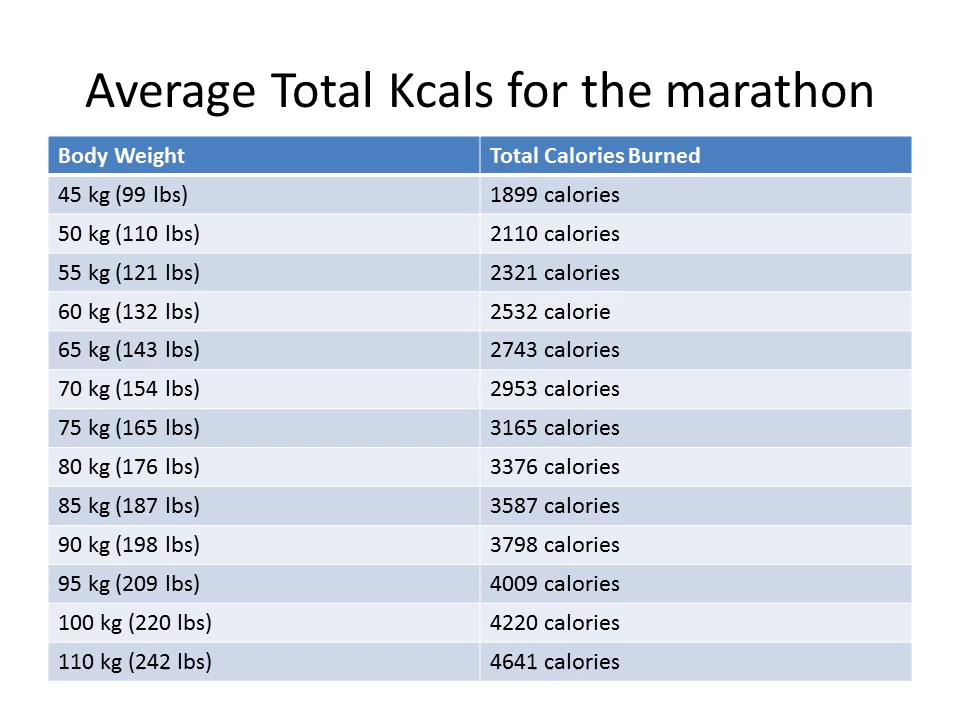 Average Total Kcals for the marathon
Body Weight Total Calories Burned
45 kg (99 lbs) 1899 calories
50 kg (110 lbs) 2110 calories
55 kg (121 lbs) 2321 calories
60 kg (132 lbs) 2532 calorie
65 kg (143 lbs) 2743 calories
70 kg (154 lbs) 2953 calories
75 kg (165 lbs) 3165 calories
80 kg (176 lbs) 3376 calories
85 kg (187 lbs) 3587 calories
90 kg (198 lbs) 3798 calories
95 kg (209 lbs) 4009 calories
100 kg (220 lbs) 4220 calories
110 kg (242 lbs) 4641 calories